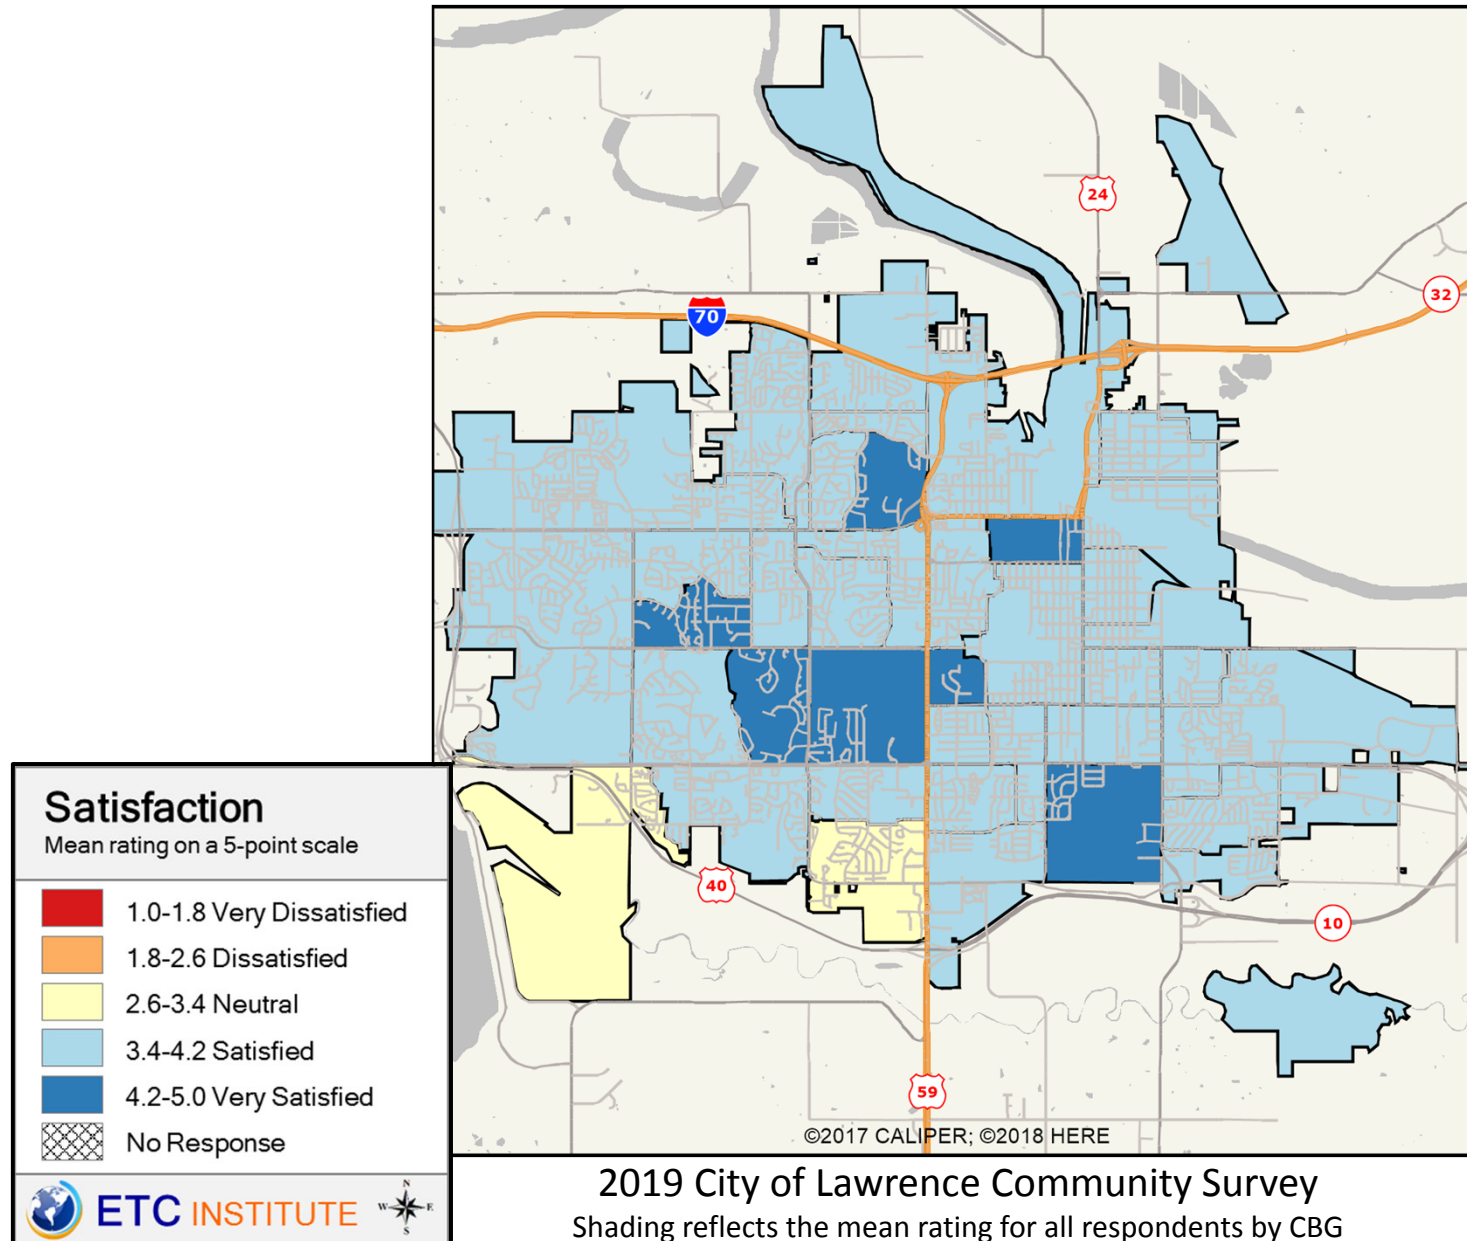 24
32
70
40
10
59
©2017 CALIPER; ©2018 HERE
Satisfaction
Mean rating on a 5-point scale
1.0-1.8 Very Dissatisfied
1.8-2.6 Dissatisfied
2.6-3.4 Neutral
3.4-4.2 Satisfied
4.2-5.0 Very Satisfied
No Response
ETC INSTITUTE
N
W E
S
2019 City of Lawrence Community Survey
Shading reflects the mean rating for all respondents by CBG